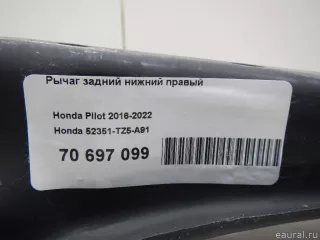 Рычаг задний нижний правый
Honda Pilot 2016-2022
Honda 52351-TZ5-A91
70 697 099
© eaural.ru